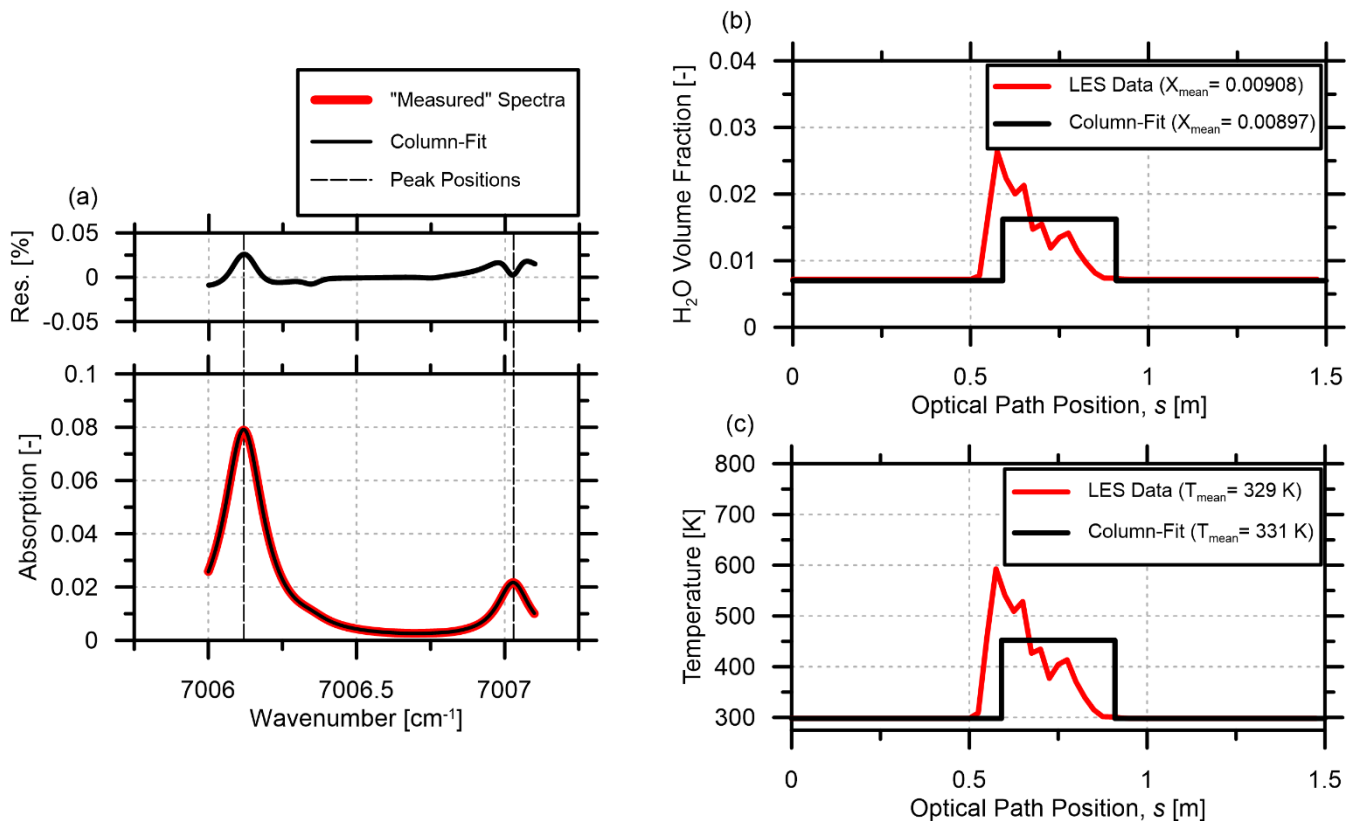 "Measured" Spectra
Column-Fit
Peak Positions
(a)
0.05
0
-0.05
Res. [%]
0.1
0.08
0.06
0.04
0.02
0
Absorption [-]
7006
7006.5
7007
Wavenumber [cm⁻¹]
(b)
LES Data (Xmean= 0.00908)
Column-Fit (Xmean= 0.00897)
0.04
0.03
0.02
0.01
0
H₂O Volume Fraction [-]
0
0.5
1
1.5
Optical Path Position, s [m]
(c)
LES Data (Tmean= 329 K)
Column-Fit (Tmean= 331 K)
800
700
600
500
400
300
Temperature [K]
0
0.5
1
1.5
Optical Path Position, s [m]